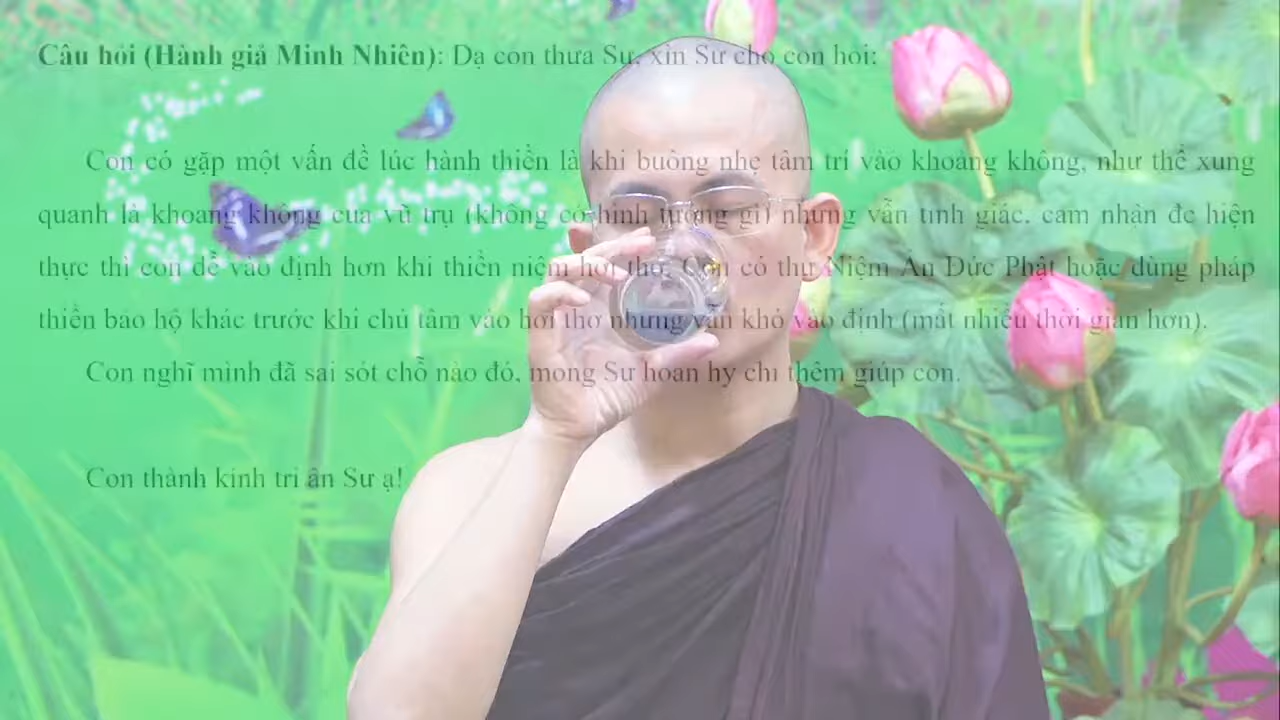 Câu hỏi (Hành giả Minh Nhiên): Dạ con thưa Sư, xin Sư cho con hỏi:
Con có gặp một vấn đề lúc hành thiền là khi buông nhẹ tâm trí vào khoảng không, như thể xung
quanh là khoảng không của vũ trụ (không có hình tướng gì) nhưng vẫn tỉnh giác, cảm nhận đc hiện
thực thì con dễ vào định hơn khi thiền niệm hơi thở. Con có thử Niệm Ân Đức Phật hoặc dùng pháp
thiền bảo hộ khác trước khi chú tâm vào hơi thở nhưng vẫn khó vào định (mất nhiều thời gian hơn).
Con nghĩ mình đã sai sót chỗ nào đó, mong Sư hoan hỷ chỉ thêm giúp con.
Con thành kính tri ân Sư ạ!